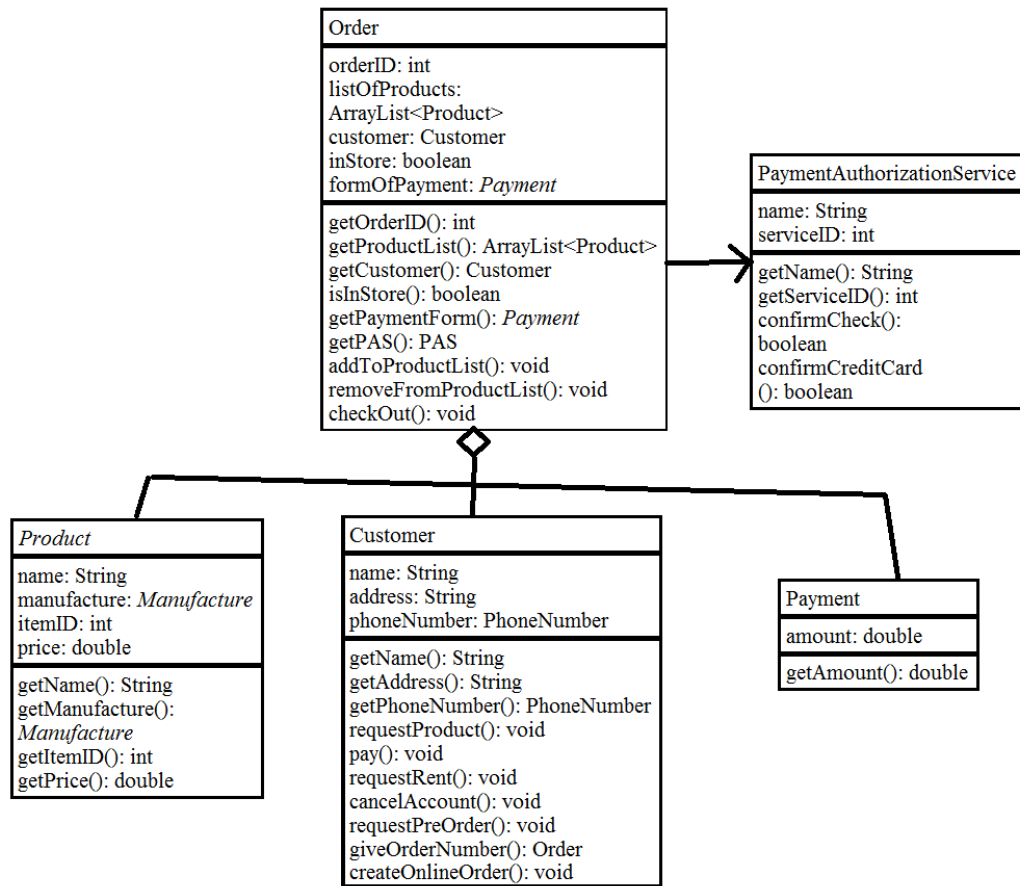 Order
orderID: int
listOfProducts:
ArrayList<Product>
customer: Customer
inStore: boolean
formOfPayment: Payment
getOrderID(): int
getProductList(): ArrayList<Product>
getCustomer(): Customer
isInStore(): boolean
getPaymentForm(): Payment
getPAS(): PAS
addToProductList(): void
removeFromProductList(): void
checkOut(): void
PaymentAuthorizationService
name: String
serviceID: int
getName(): String
getServiceID(): int
confirmCheck():
boolean
confirmCreditCard
(): boolean
Product
name: String
manufacture: Manufacture
itemID: int
price: double
getName(): String
getManufacture():
Manufacture
getItemID(): int
getPrice(): double
Customer
name: String
address: String
phoneNumber: PhoneNumber
getName(): String
getAddress(): String
getPhoneNumber(): PhoneNumber
requestProduct(): void
pay(): void
requestRent(): void
cancelAccount(): void
requestPreOrder(): void
giveOrderNumber(): Order
createOnlineOrder(): void
Payment
amount: double
getAmount(): double